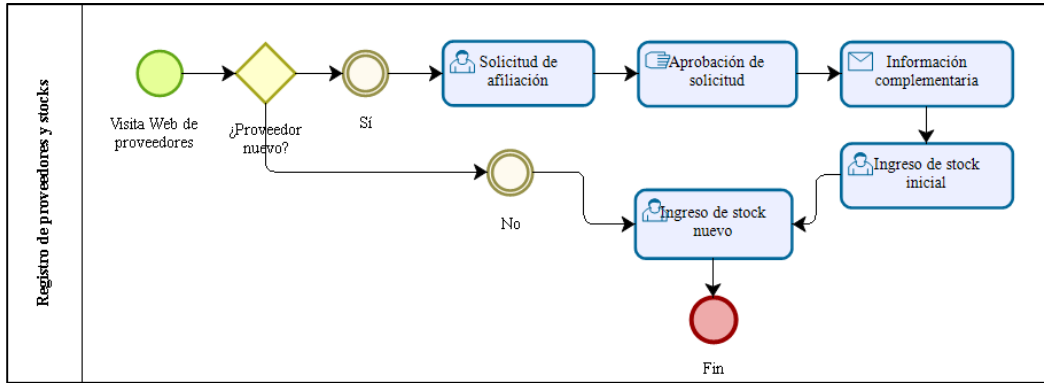 Registro de proveedores y stocks
Visita Web de
proveedores
¿Proveedor
nuevo?
Sí
Solicitud de
afiliación
Aprobación de
solicitud
Información
complementaria
Ingreso de stock
inicial
No
Ingreso de stock
nuevo
Fin